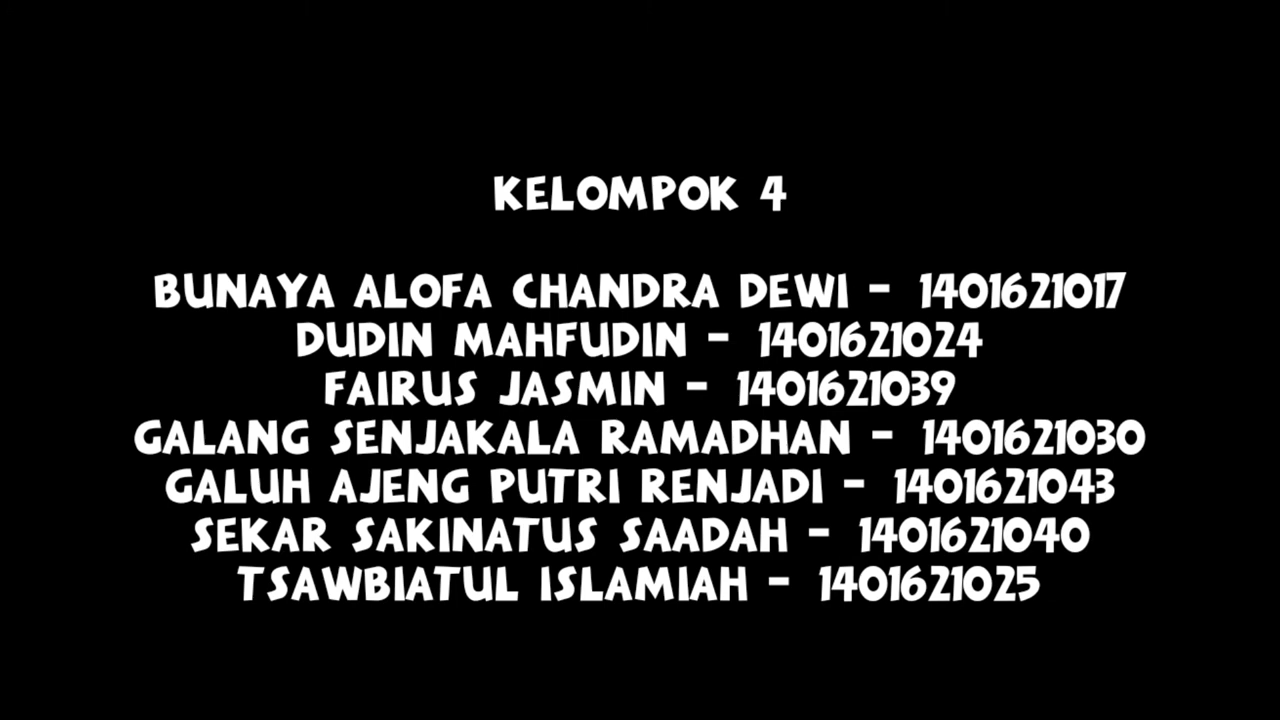 KELOMPOK 4
BUNAYA ALOFA CHANDRA DEWI - 1401621017
DUDIN MAHFUDIN - 1401621024
FAIRUS JASMIN - 1401621039
GALANG SENJAKALA RAMADHAN - 1401621030
GALUH AJENG PUTRI RENJADI - 1401621043
SEKAR SAKINATUS SAADAH - 1401621040
TSAWBIATUL ISLAMIAH - 1401621025